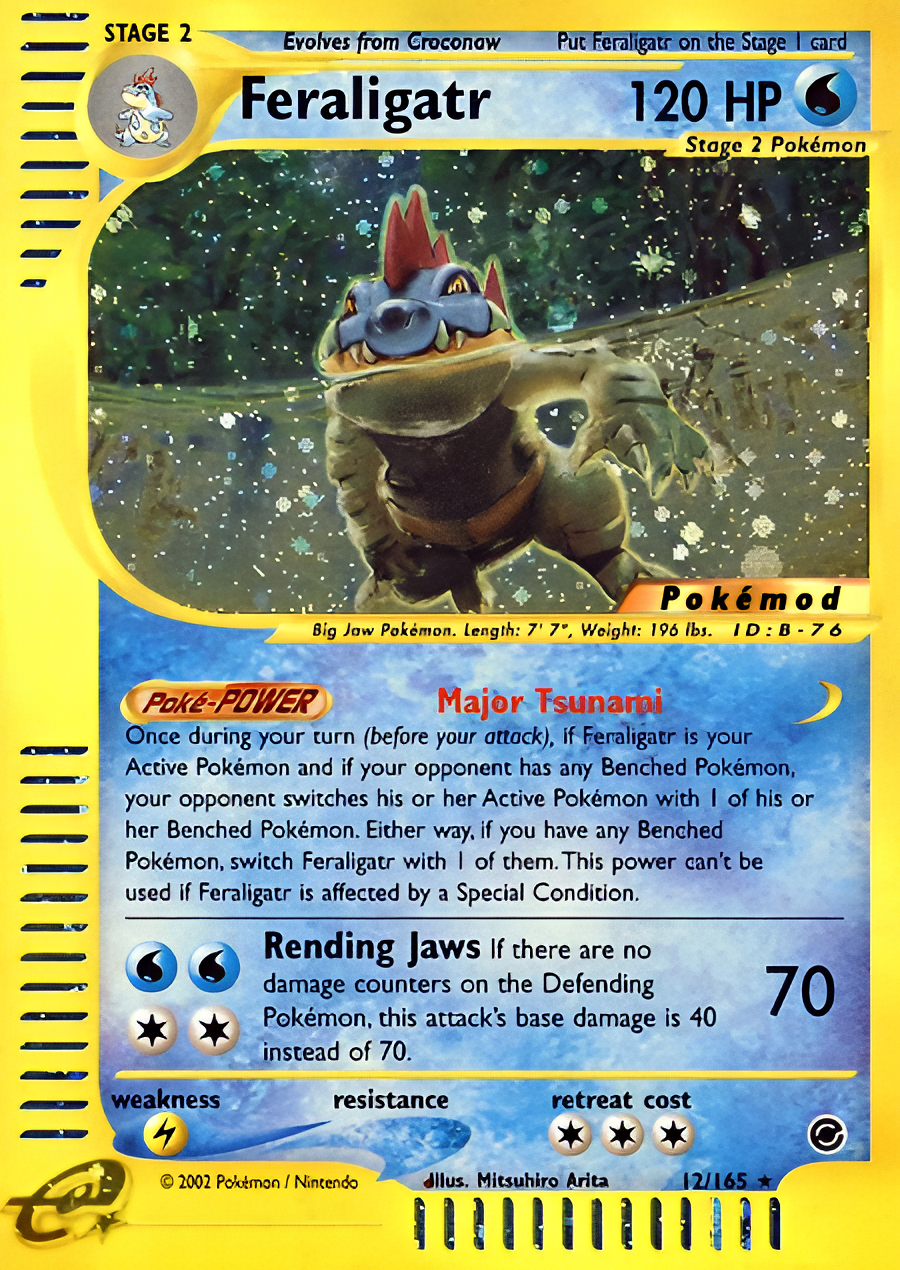 STAGE 2
Evolves from Croconaw
Put Feraligatr on the Stage 1 card
Feraligatr
120 HP
Stage 2 Pokémon
Pokémod
Big Jaw Pokémon. Length: 7' 7", Weight: 196 lbs. ID:B-76
Poké-POWER Major Tsunami
Once during your turn (before your attack), if Feraligatr is your
Active Pokémon and if your opponent has any Benched Pokémon,
your opponent switches his or her Active Pokémon with 1 of his or
her Benched Pokémon. Either way, if you have any Benched
Pokémon, switch Feraligatr with 1 of them. This power can't be
used if Feraligatr is affected by a Special Condition.
Rending Jaws If there are no
damage counters on the Defending
Pokémon, this attack's base damage is 40
instead of 70.
70
weakness
resistance
retreat cost
© 2002 Pokémon / Nintendo
Illus. Mitsuhiro Arita
12/165 ★